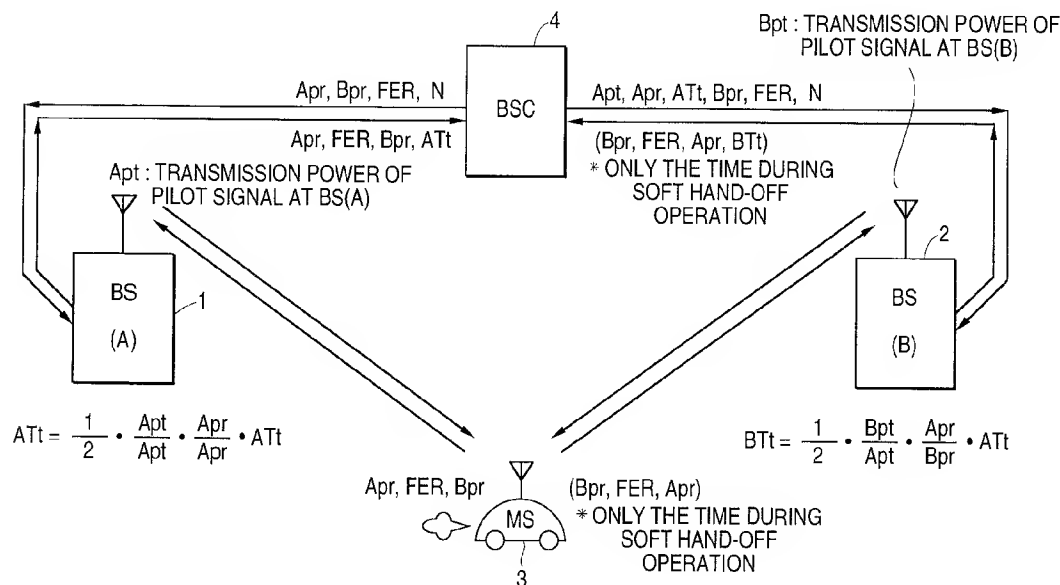 4
Bpt : TRANSMISSION POWER OF
PILOT SIGNAL AT BS(B)
BSC
Apr, Bpr, FER, N
Apt, Apr, ATt, Bpr, FER, N
Apr, FER, Bpr, ATt
(Bpr, FER, Apr, BTt)
* ONLY THE TIME DURING
SOFT HAND-OFF
OPERATION
Apt : TRANSMISSION POWER OF
PILOT SIGNAL AT BS(A)
BS
(A)
1
2
BS
(B)
ATt = 1/2 • Apt/Apt • Apr/Apr • ATt
BTt = 1/2 • Bpt/Apt • Apr/Bpr • ATt
Apr, FER, Bpr
(Bpr, FER, Apr)
* ONLY THE TIME DURING
SOFT HAND-OFF
OPERATION
MS
3